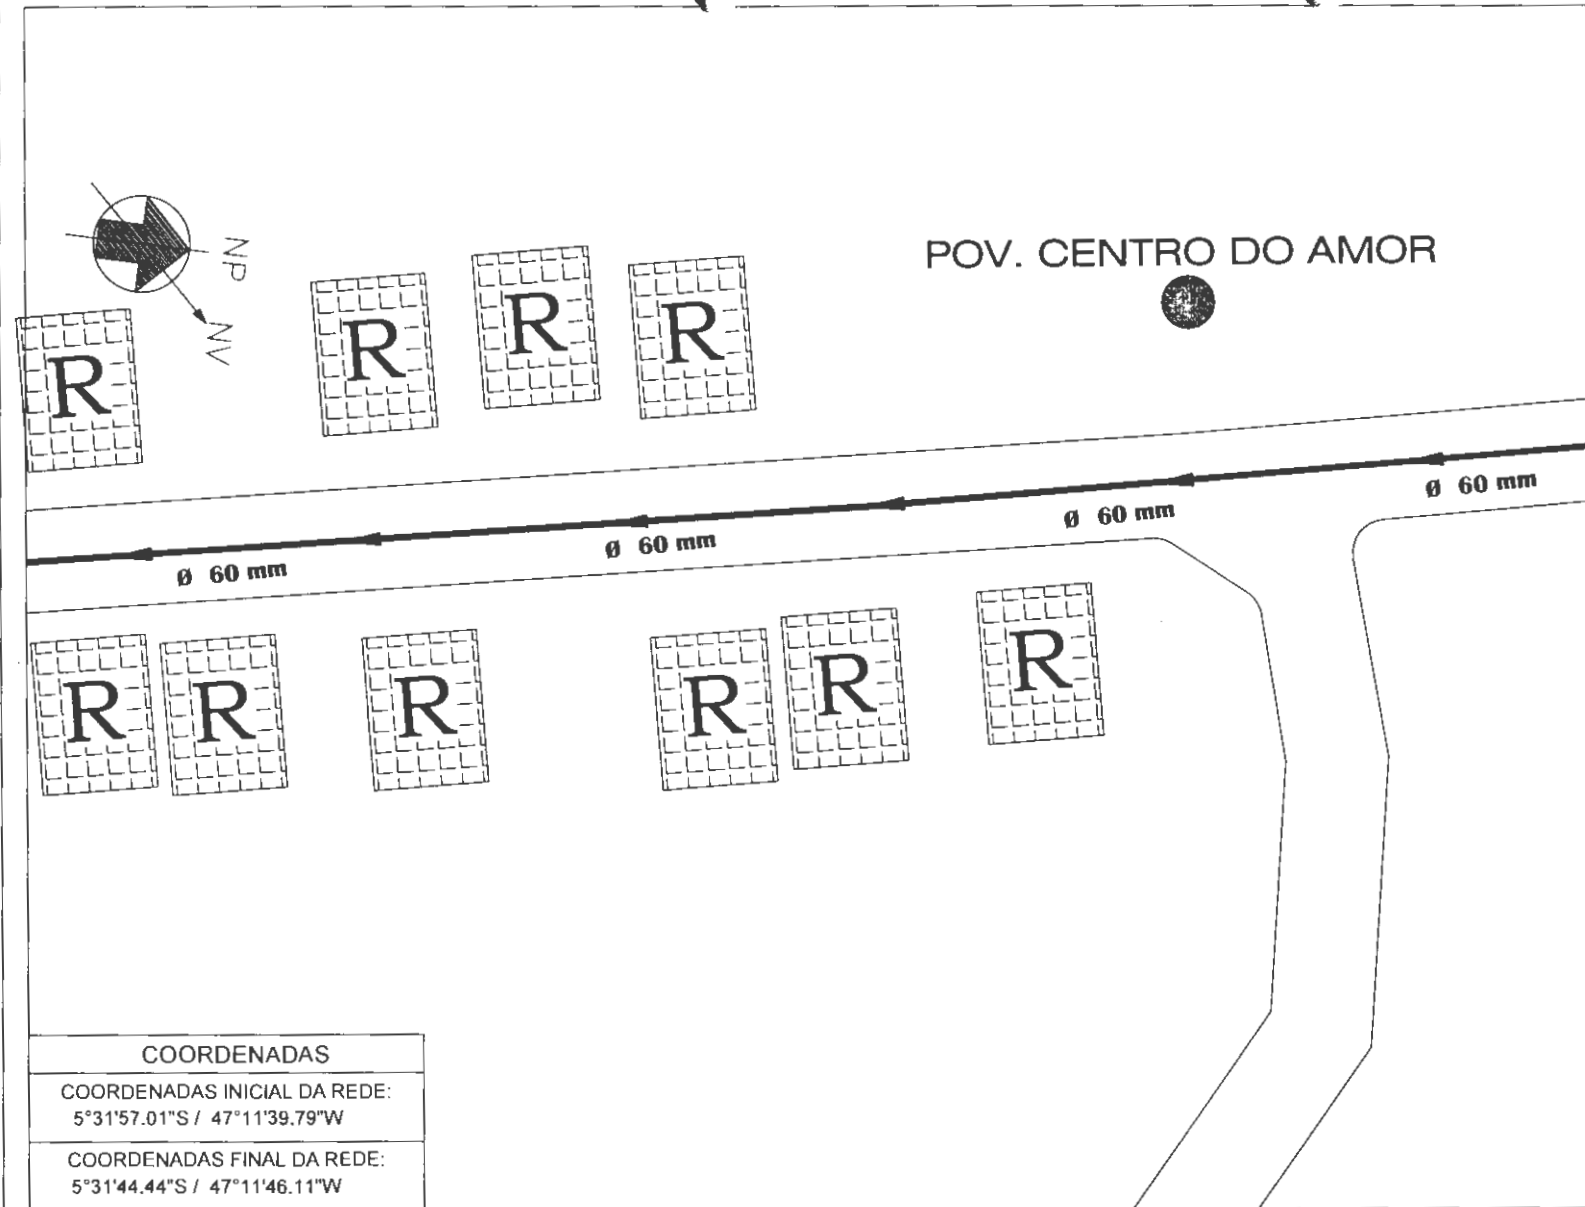 POV. CENTRO DO AMOR
NP
NV
R
R
R
R
Ø 60 mm
Ø 60 mm
Ø 60 mm
Ø 60 mm
R
R
R
R
R
R
COORDENADAS
COORDENADAS INICIAL DA REDE:
5°31'57.01"S / 47°11'39.79"W
COORDENADAS FINAL DA REDE:
5°31'44.44"S / 47°11'46.11"W